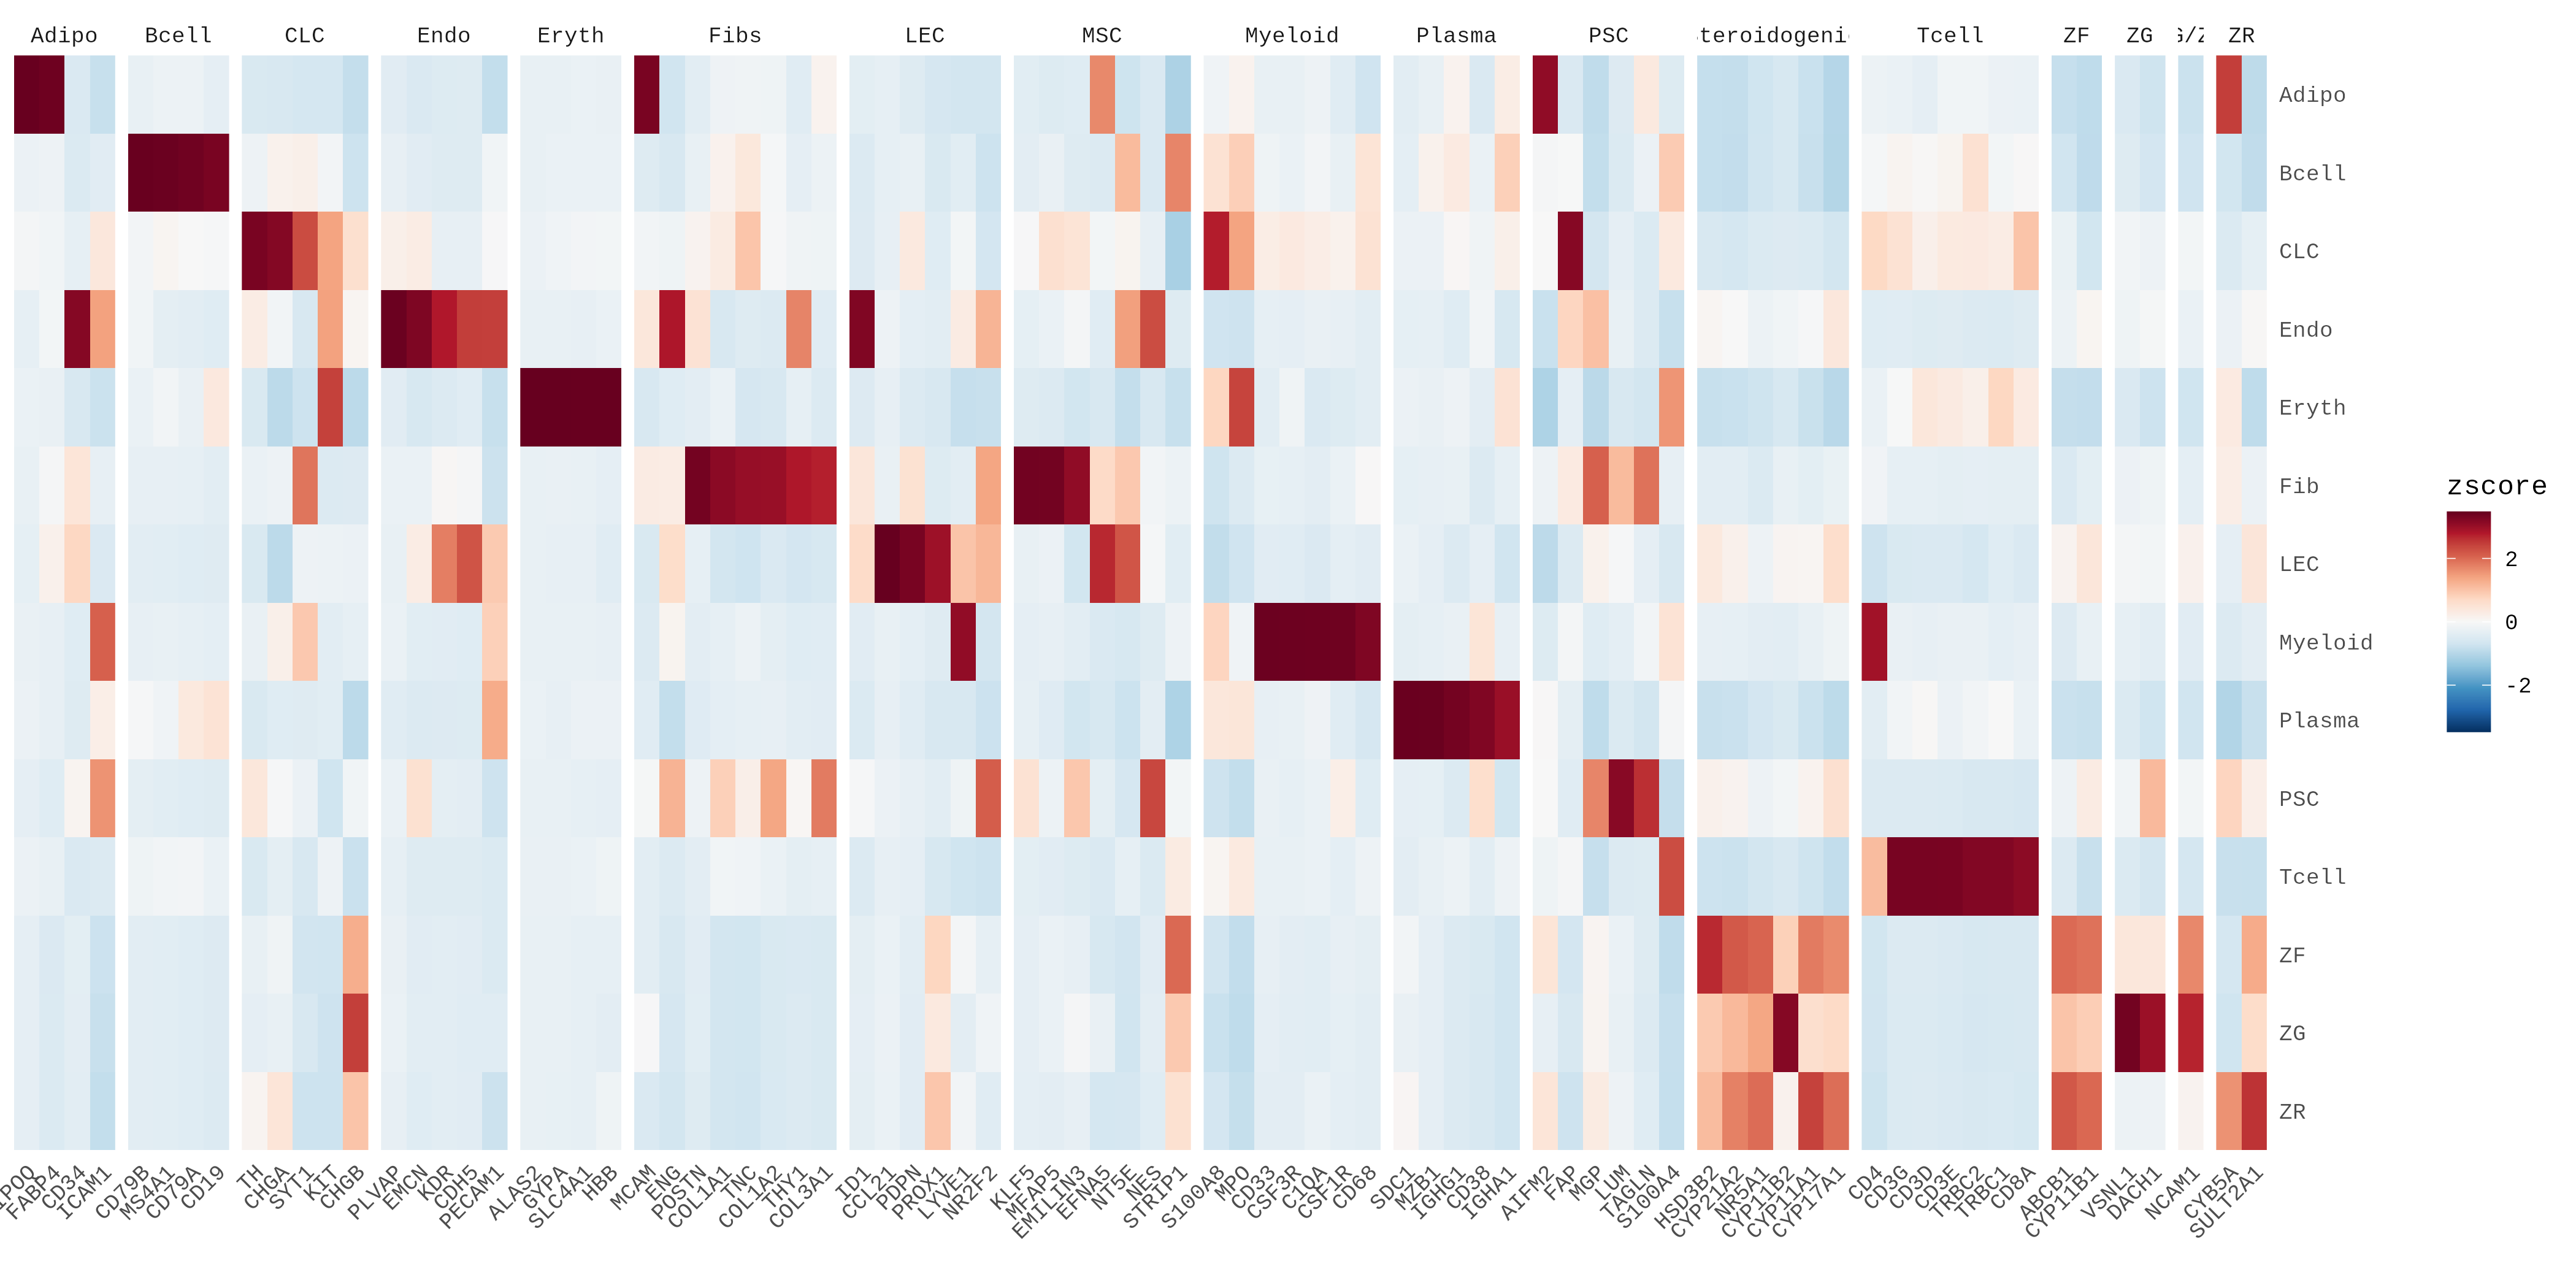 Adipo Bcell CLC Endo Eryth Fibs LEC MSC Myeloid Plasma PSC teroidogeni Tcell ZF ZG G/Z ZR
Adipo
Bcell
CLC
Endo
Eryth
Fib
LEC
Myeloid
Plasma
PSC
Tcell
ZF
ZG
ZR
zscore
2
0
-2
IPOQ FABP4 CD34 ICAM1 CD79B MS4A1 CD79A CD19 TH CHGA SYT1 KIT CHGB PLVAP EMCN KDR CDH5 PECAM1 ALAS2 GYPA SLC4A1 HBB MCAM ENG POSTN COL1A1 TNC COL1A2 THY1 COL3A1 ID1 CCL21 PDPN PROX1 LYVE1 NR2F2 KLF5 MFAP5 EMILIN3 EFNA5 NT5E NES STRIP1 S100A8 MPO CD33 CSF3R C1QA CSF1R CD68 SDC1 MZB1 IGHG1 CD38 IGHA1 AIFM2 FAP MGP LUM TAGLN S100A4 HSD3B2 CYP21A2 NR5A1 CYP11B2 CYP11A1 CYP17A1 CD4 CD3G CD3D CD3E TRBC2 TRBC1 CD8A ABCB1 CYP11B1 VSNL1 DACH1 NCAM1 CYB5A SULT2A1